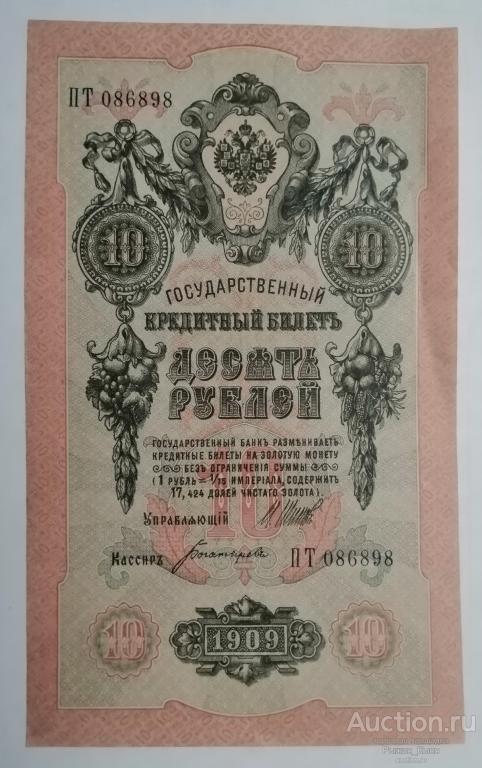 ПТ 086898
10 10
ГОСУДАРСТВЕННЫЙ
КРЕДИТНЫЙ БИЛЕТЪ
ДЕСЯТЬ
РУБЛЕЙ
ГОСУДАРСТВЕННЫЙ БАНКЪ РАЗМѢНИВАЕТЪ
КРЕДИТНЫЕ БИЛЕТЫ НА ЗОЛОТУЮ МОНЕТУ
БЕЗЪ ОГРАНИЧЕНІЯ СУММЫ
(1 РУБЛЬ = 1/15 ИМПЕРІАЛА, СОДЕРЖИТЪ
17,424 ДОЛЕЙ ЧИСТАГО ЗОЛОТА).
10
УПРАВЛЯЮЩІЙ
КАССИРЪ Богатыревъ ПТ 086898
10 1909 10
Auction.ru